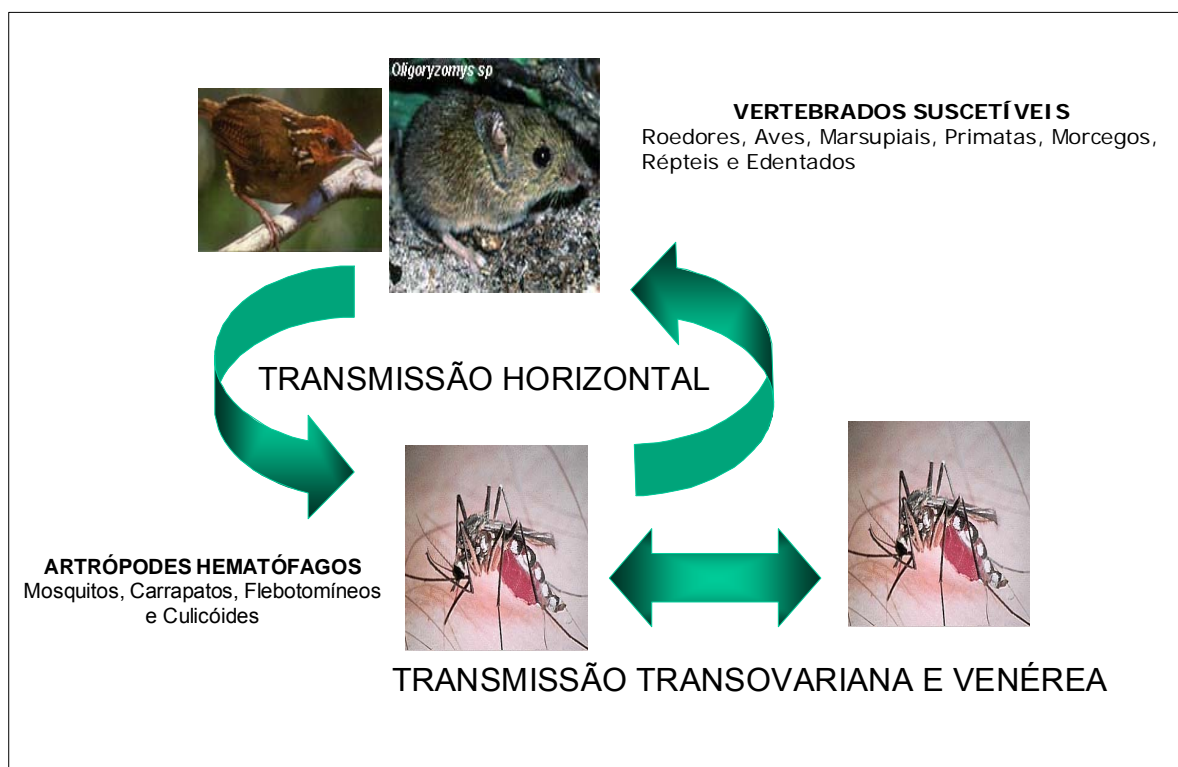 Oligoryzomys sp
VERTEBRADOS SUSCETÍVEIS
Roedores, Aves, Marsupiais, Primatas, Morcegos,
Répteis e Edentados
TRANSMISSÃO HORIZONTAL
ARTRÓPODES HEMATÓFAGOS
Mosquitos, Carrapatos, Flebotomíneos
e Culicóides
TRANSMISSÃO TRANSOVARIANA E VENÉREA